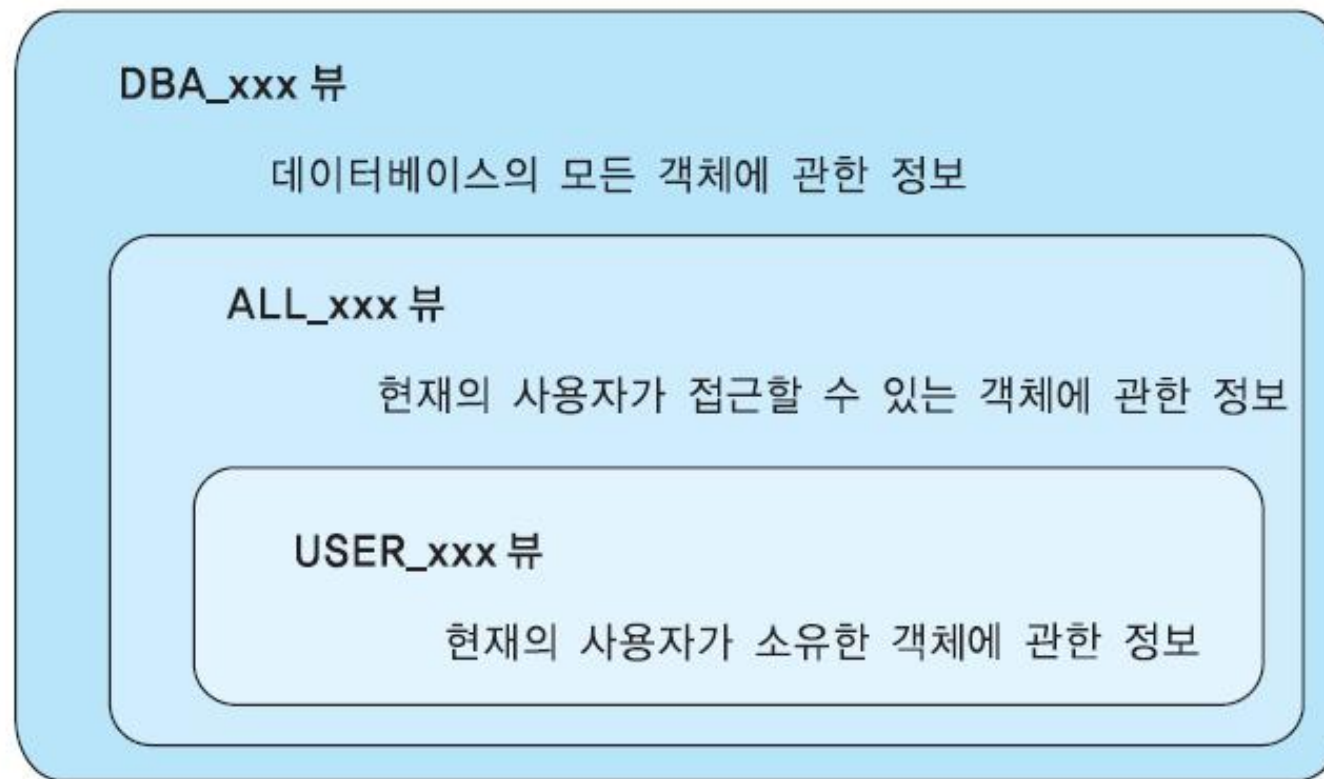 DBA_xxx 뷰
데이터베이스의 모든 객체에 관한 정보
ALL_xxx 뷰
현재의 사용자가 접근할 수 있는 객체에 관한 정보
USER_xxx 뷰
현재의 사용자가 소유한 객체에 관한 정보